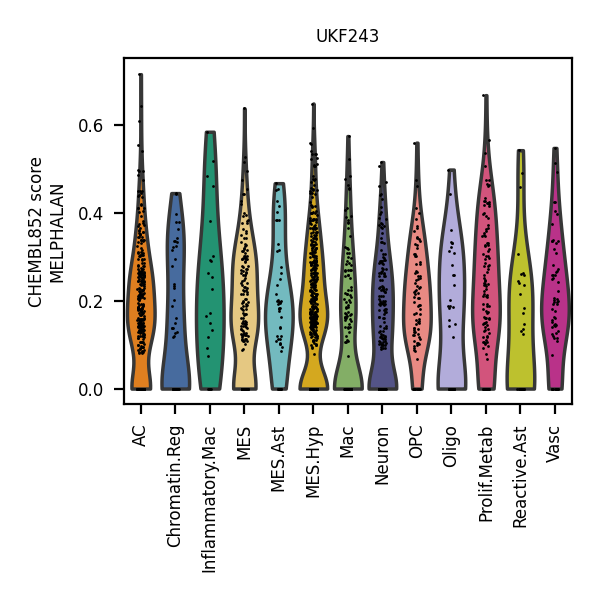 UKF243
CHEMBL852 score
MELPHALAN
0.6
0.4
0.2
0.0
AC
Chromatin.Reg
Inflammatory.Mac
MES
MES.Ast
MES.Hyp
Mac
Neuron
OPC
Oligo
Prolif.Metab
Reactive.Ast
Vasc